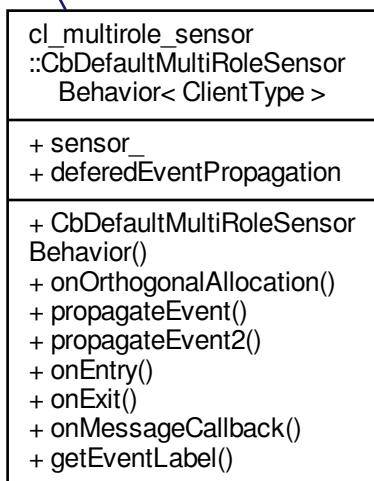 cl_multirole_sensor
::CbDefaultMultiRoleSensor
Behavior< ClientType >
+ sensor_
+ deferedEventPropagation
+ CbDefaultMultiRoleSensor
Behavior()
+ onOrthogonalAllocation()
+ propagateEvent()
+ propagateEvent2()
+ onEntry()
+ onExit()
+ onMessageCallback()
+ getEventLabel()